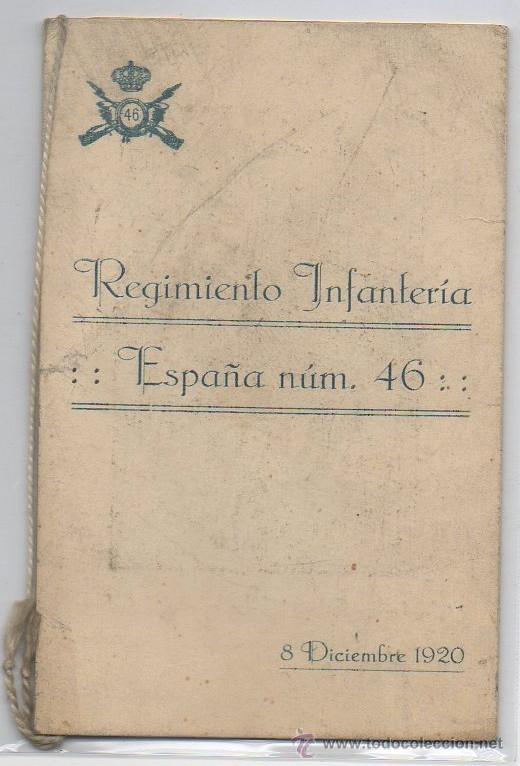 46
Regimiento Infantería
: : España núm. 46 : :
8 Diciembre 1920
www.todocoleccion.net